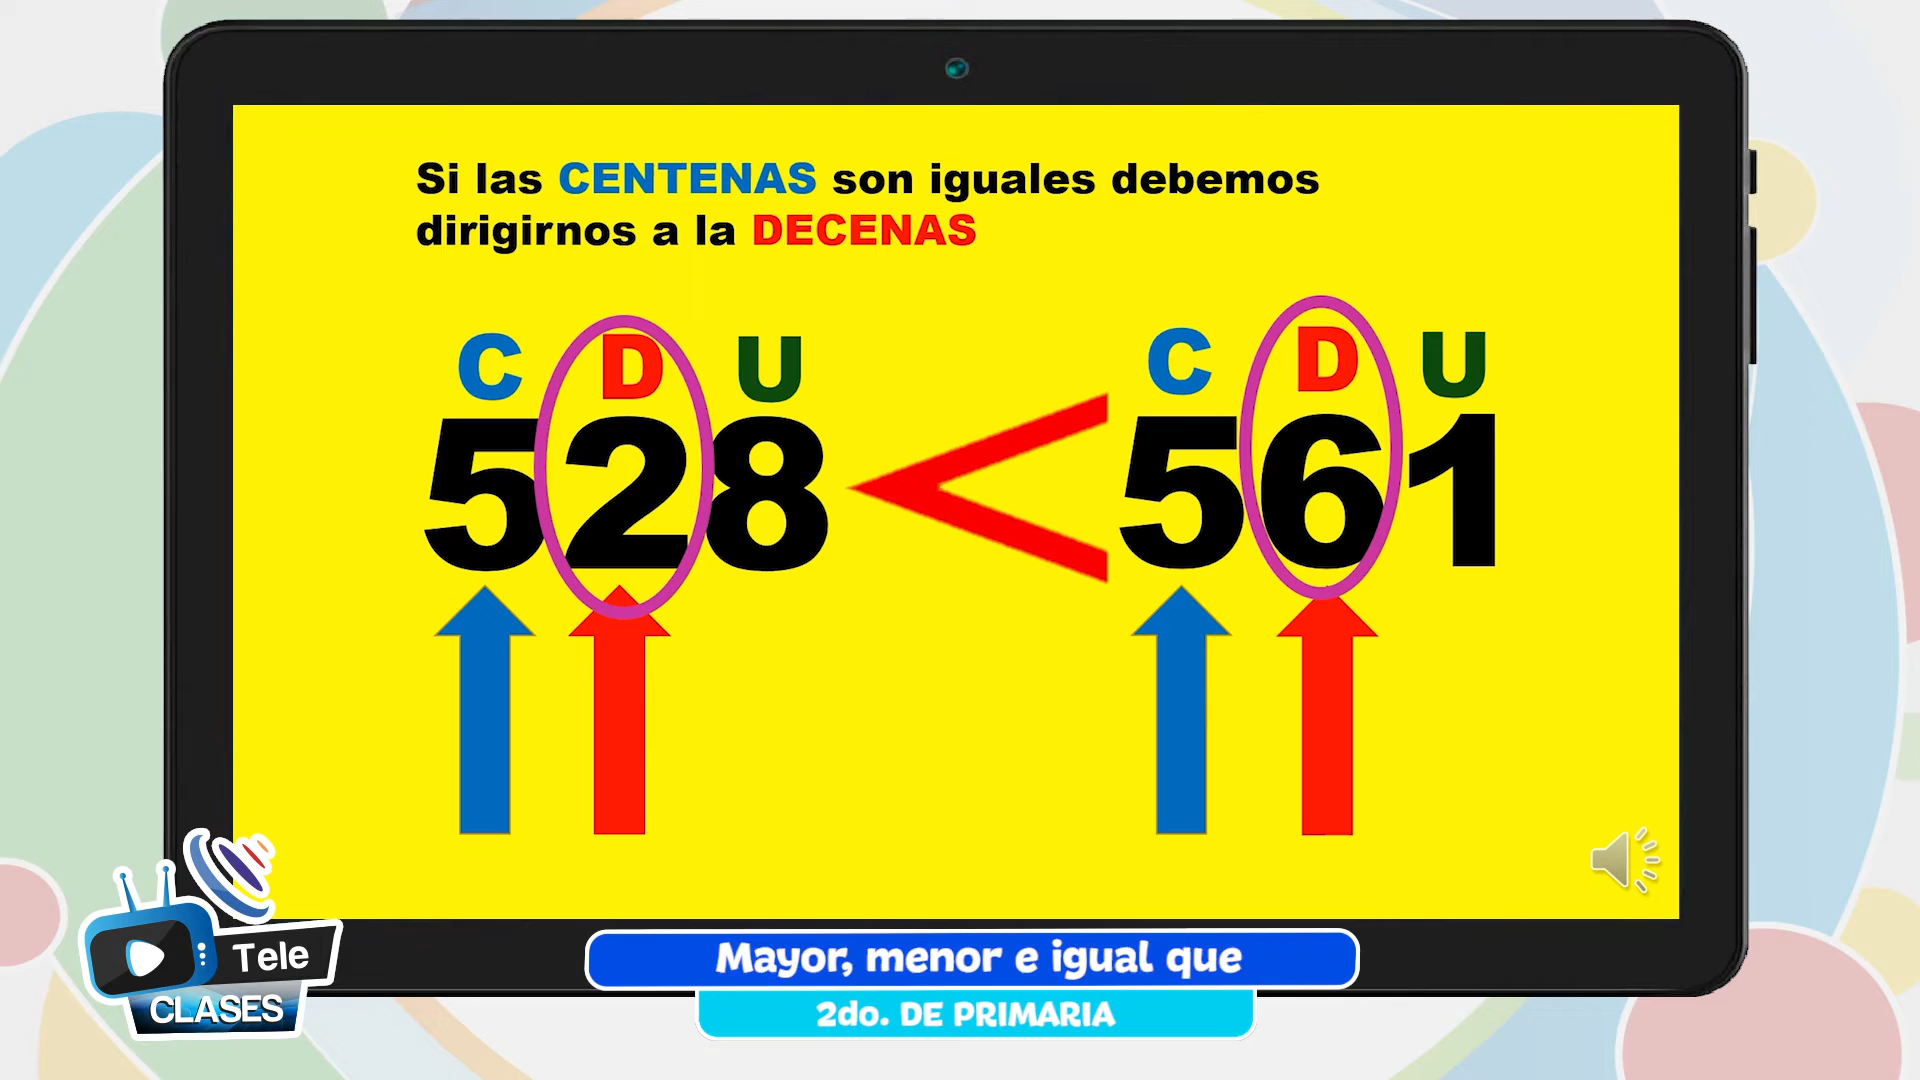 Si las CENTENAS son iguales debemos
dirigirnos a la DECENAS
C D U
528 < 561
C D U
Tele
CLASES
Mayor, menor e igual que
2do. DE PRIMARIA